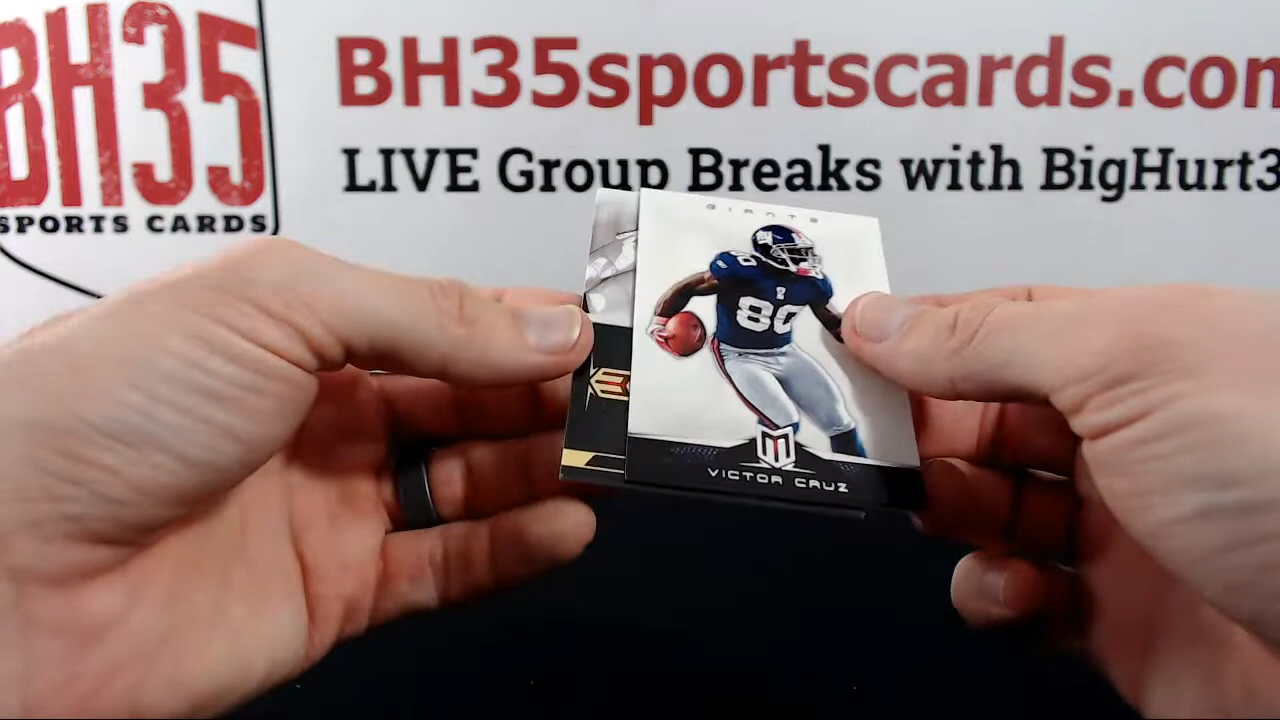 BH35
SPORTS CARDS
BH35sportscards.com
LIVE Group Breaks with BigHurt3
GIANTS
80
M
VICTOR CRUZ